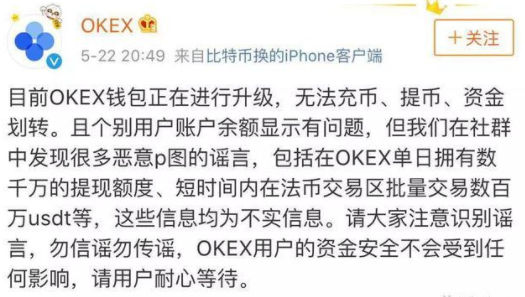 OKEX
+关注
5-22 20:49 来自比特币换的iPhone客户端
目前OKEX钱包正在进行升级，无法充币、提币、资金
划转。且个别用户账户余额显示有问题，但我们在社群
中发现很多恶意p图的谣言，包括在OKEX单日拥有数
千万的提现额度、短时间内在法币交易区批量交易数百
万usdt等，这些信息均为不实信息。请大家注意识别谣
言，勿信谣勿传谣，OKEX用户的资金安全不会受到任
何影响，请用户耐心等待。